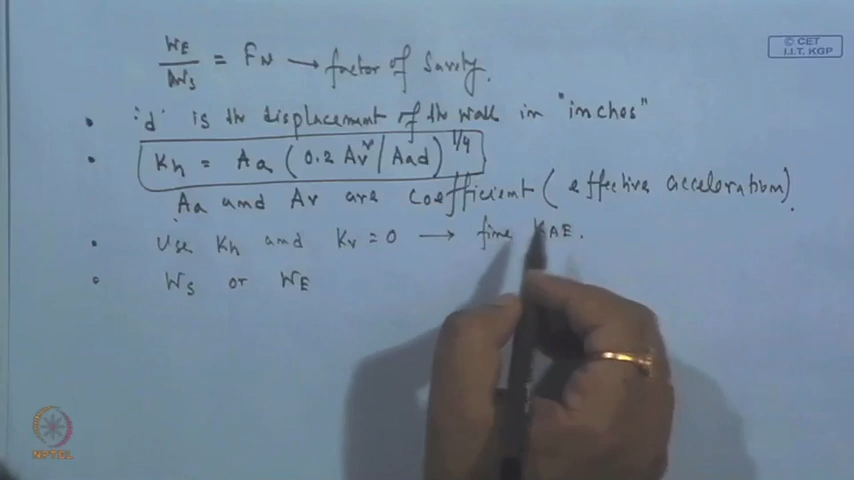 © CET
I.I.T. KGP
WE / WS = FN → factor of Savety.
• 'd' is the displacement of the wall in "inches"
• Kh = Aa (0.2 Av² / Aad)^1/4
Aa and Av are coefficient (effective acceleration).
• Use Kh and Kv = 0 → fine KAE.
• WS or WE
NPTEL